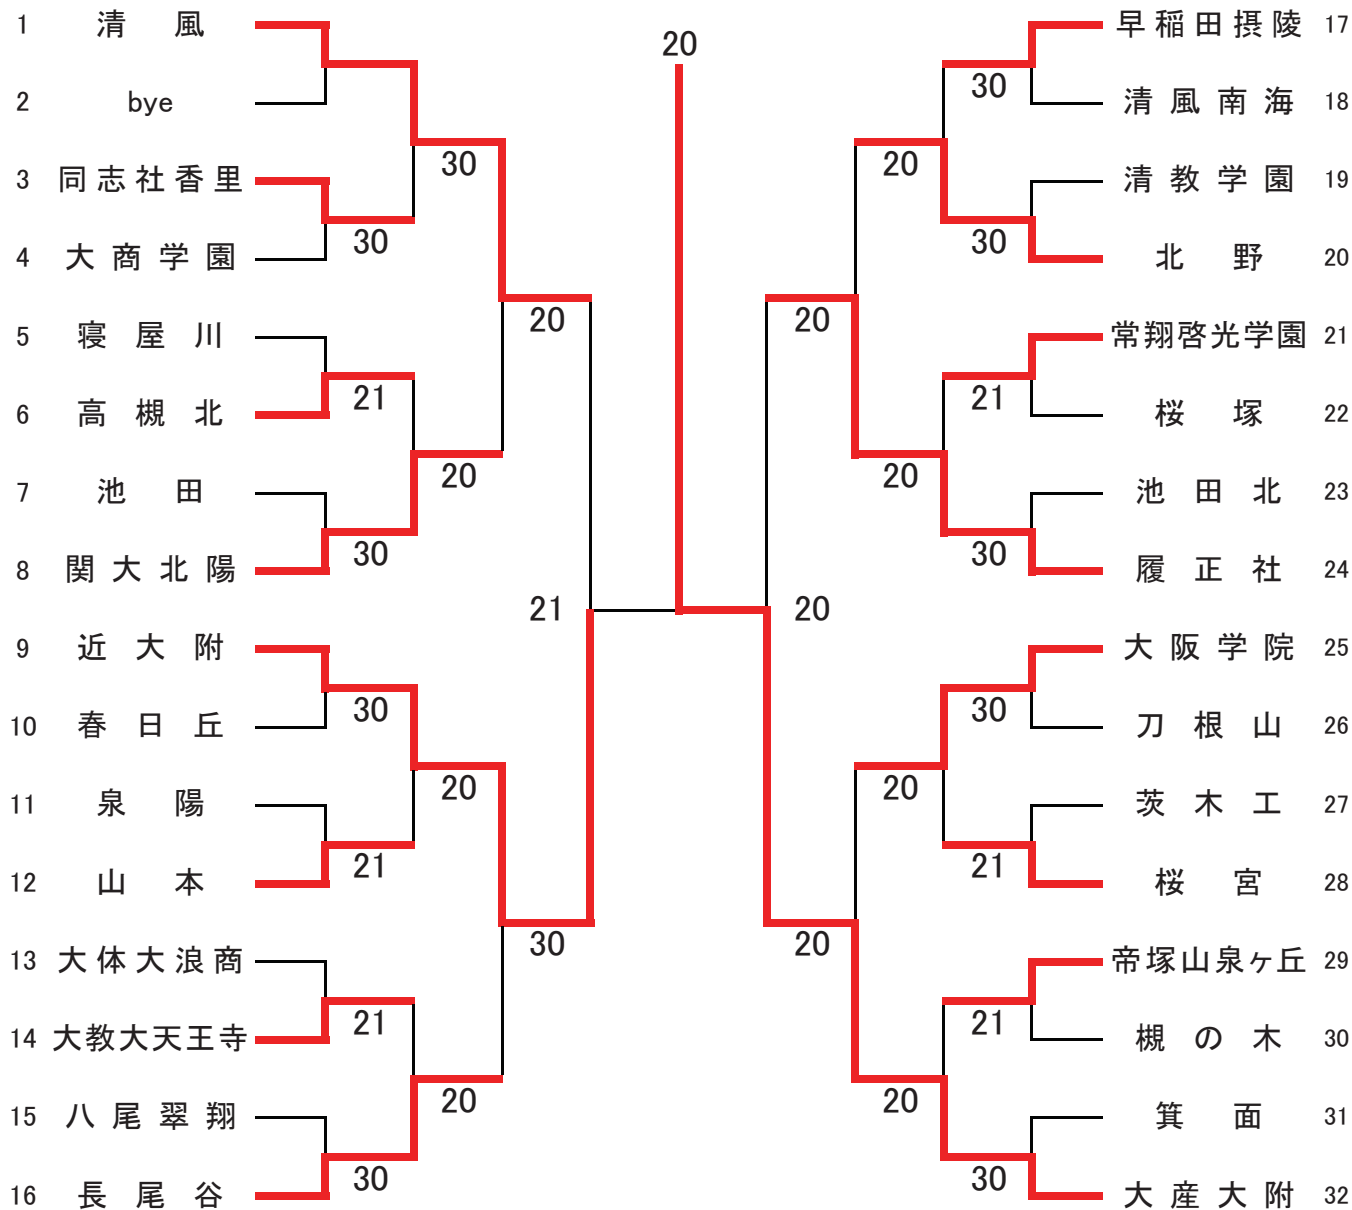 20
1 清風
2 bye
3 同志社香里
4 大商学園
5 寝屋川
6 高槻北
7 池田
8 関大北陽
9 近大附
10 春日丘
11 泉陽
12 山本
13 大体大浪商
14 大教大天王寺
15 八尾翠翔
16 長尾谷
30
21
30
30
21
21
30
30
20
20
20
20
30
21
20
20
20
20
20
20
20
30
30
21
30
30
21
21
30
早稲田摂陵 17
清風南海 18
清教学園 19
北野 20
常翔啓光学園 21
桜塚 22
池田北 23
履正社 24
大阪学院 25
刀根山 26
茨木工 27
桜宮 28
帝塚山泉ヶ丘 29
槻の木 30
箕面 31
大産大附 32